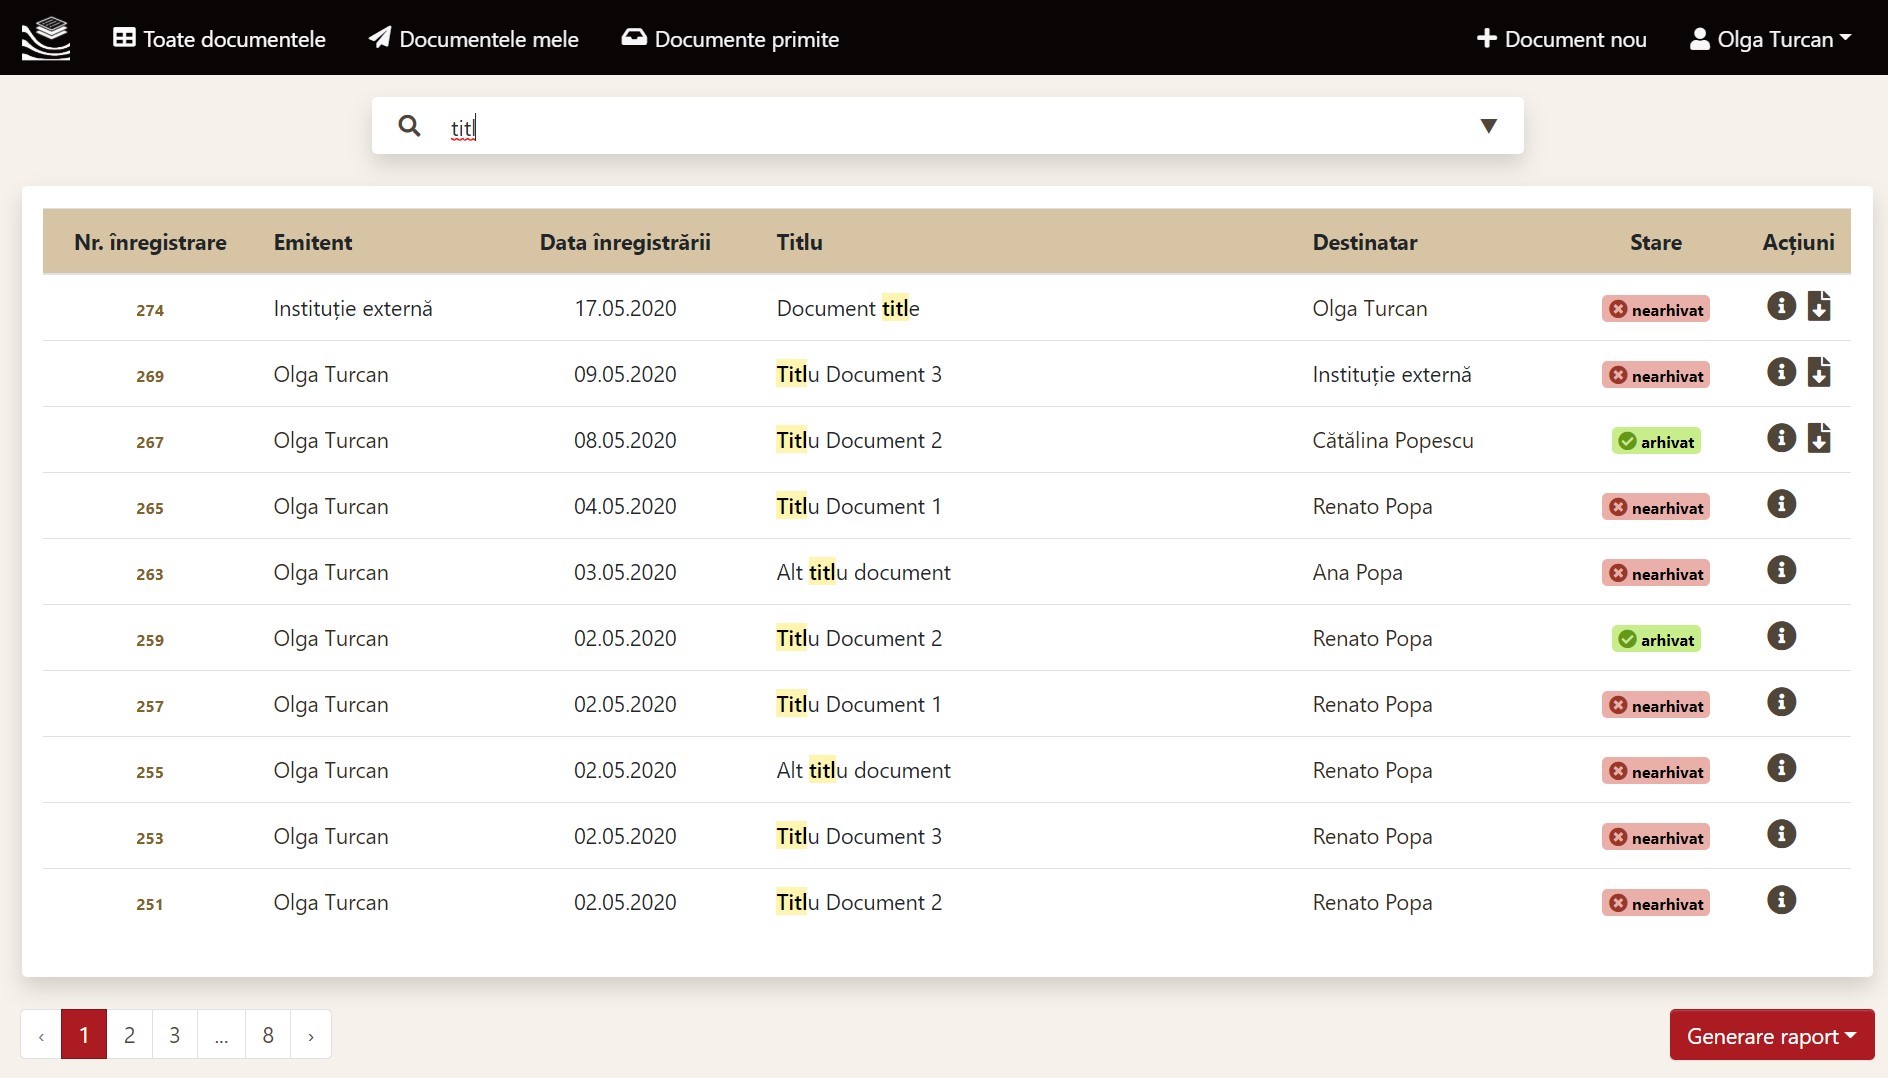 Toate documentele Documentele mele Documente primite Document nou Olga Turcan
titl
Nr. înregistrare Emitent Data înregistrării Titlu Destinatar Stare Acțiuni
274 Instituție externă 17.05.2020 Document title Olga Turcan nearhivat
269 Olga Turcan 09.05.2020 Titlu Document 3 Instituție externă nearhivat
267 Olga Turcan 08.05.2020 Titlu Document 2 Cătălina Popescu arhivat
265 Olga Turcan 04.05.2020 Titlu Document 1 Renato Popa nearhivat
263 Olga Turcan 03.05.2020 Alt titlu document Ana Popa nearhivat
259 Olga Turcan 02.05.2020 Titlu Document 2 Renato Popa arhivat
257 Olga Turcan 02.05.2020 Titlu Document 1 Renato Popa nearhivat
255 Olga Turcan 02.05.2020 Alt titlu document Renato Popa nearhivat
253 Olga Turcan 02.05.2020 Titlu Document 3 Renato Popa nearhivat
251 Olga Turcan 02.05.2020 Titlu Document 2 Renato Popa nearhivat
‹ 1 2 3 ... 8 › Generare raport